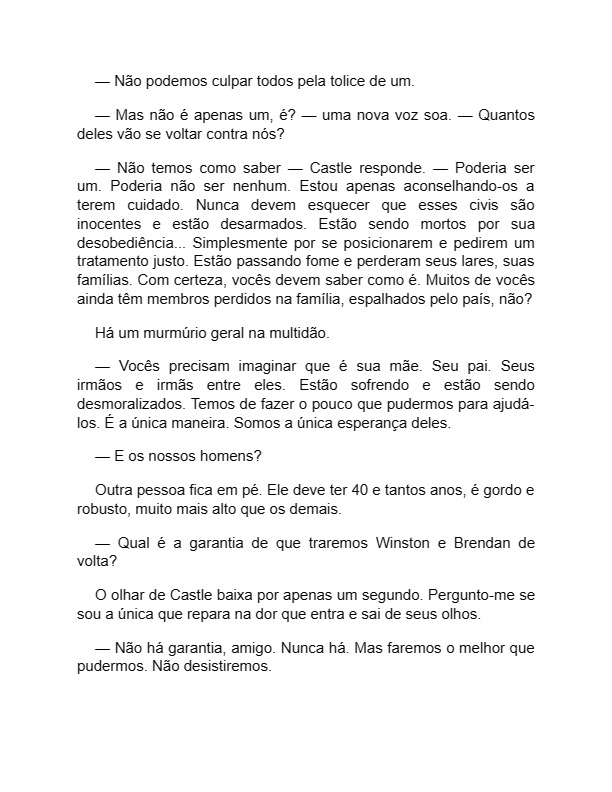 — Não podemos culpar todos pela tolice de um.
— Mas não é apenas um, é? — uma nova voz soa. — Quantos
deles vão se voltar contra nós?
— Não temos como saber — Castle responde. — Poderia ser
um. Poderia não ser nenhum. Estou apenas aconselhando-os a
terem cuidado. Nunca devem esquecer que esses civis são
inocentes e estão desarmados. Estão sendo mortos por sua
desobediência... Simplesmente por se posicionarem e pedirem um
tratamento justo. Estão passando fome e perderam seus lares, suas
famílias. Com certeza, vocês devem saber como é. Muitos de vocês
ainda têm membros perdidos na família, espalhados pelo país, não?
Há um murmúrio geral na multidão.
— Vocês precisam imaginar que é sua mãe. Seu pai. Seus
irmãos e irmãs entre eles. Estão sofrendo e estão sendo
desmoralizados. Temos de fazer o pouco que pudermos para ajudá-
los. É a única maneira. Somos a única esperança deles.
— E os nossos homens?
Outra pessoa fica em pé. Ele deve ter 40 e tantos anos, é gordo e
robusto, muito mais alto que os demais.
— Qual é a garantia de que traremos Winston e Brendan de
volta?
O olhar de Castle baixa por apenas um segundo. Pergunto-me se
sou a única que repara na dor que entra e sai de seus olhos.
— Não há garantia, amigo. Nunca há. Mas faremos o melhor que
pudermos. Não desistiremos.